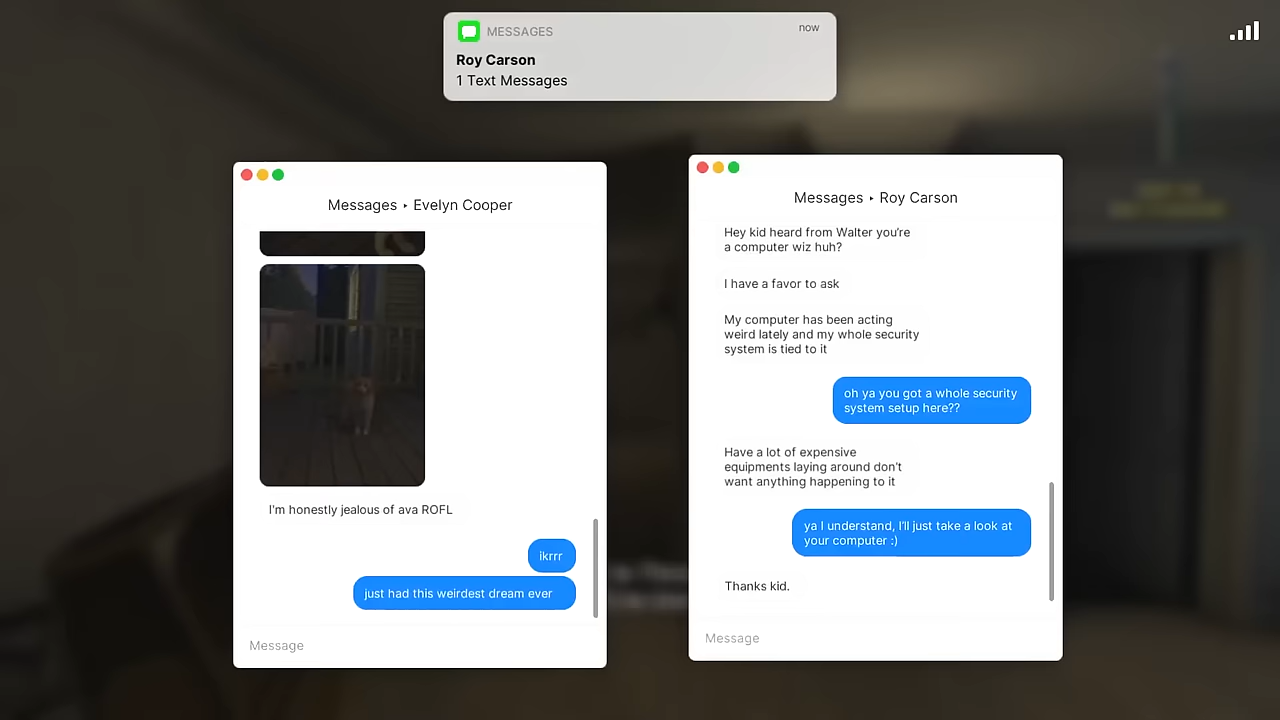 MESSAGES
now
Roy Carson
1 Text Messages
Messages ‣ Evelyn Cooper
I'm honestly jealous of ava ROFL
ikrrr
just had this weirdest dream ever
Message
Messages ‣ Roy Carson
Hey kid heard from Walter you're
a computer wiz huh?
I have a favor to ask
My computer has been acting
weird lately and my whole security
system is tied to it
oh ya you got a whole security
system setup here??
Have a lot of expensive
equipments laying around don't
want anything happening to it
ya I understand, I'll just take a look at
your computer :)
Thanks kid.
Message